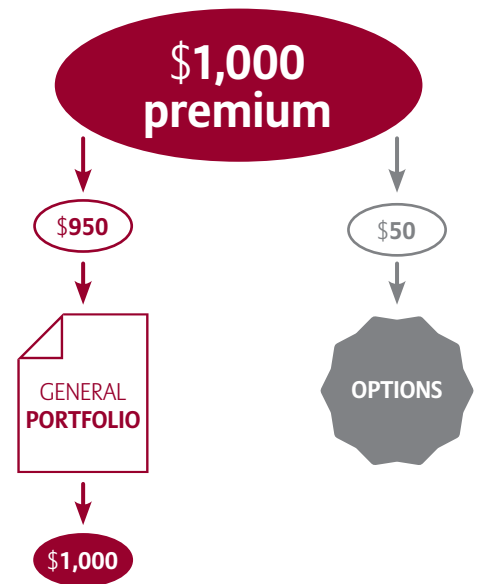 $1,000
premium
$950
$50
GENERAL
PORTFOLIO
OPTIONS
$1,000